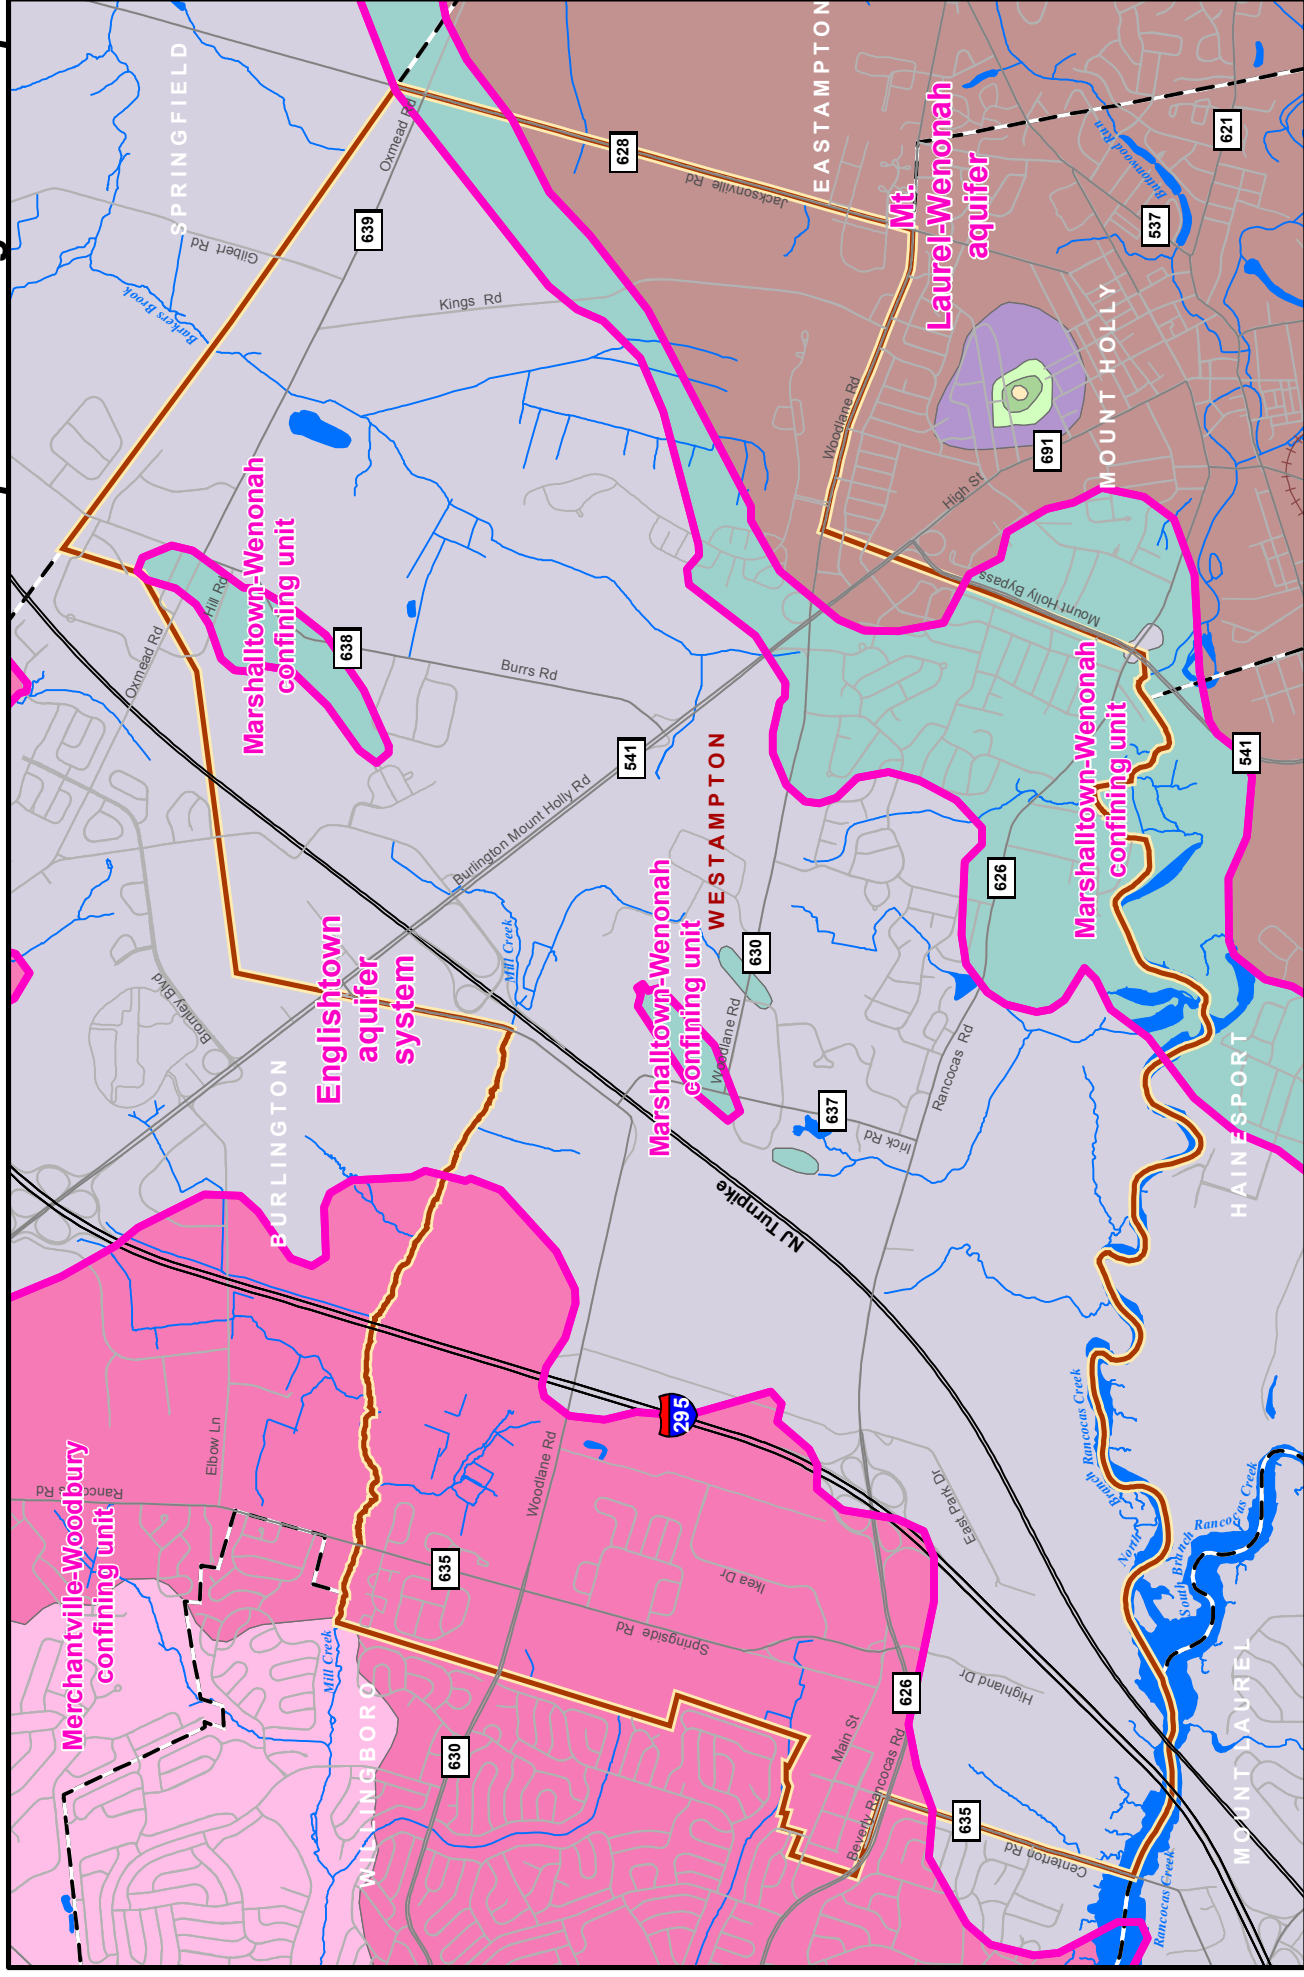 SPRINGFIELD
EASTAMPTON
Oxmead Rd
628
621
Buttonwood Run
Jacksonville Rd
639
Gilbert Rd
537
Mt.
Laurel-Wenonah
aquifer
Kings Rd
Barkers Brook
MOUNT HOLLY
Woodlane Rd
691
High St
Marshalltown-Wenonah
confining unit
Hill Rd
Mount Holly Bypass
638
Oxmead Rd
Burrs Rd
541
541
Marshalltown-Wenonah
confining unit
WESTAMPTON
Burlington Mount Holly Rd
626
630
Mill Creek
Bromley Blvd
Englishtown
aquifer
system
Marshalltown-Wenonah
confining unit
Woodlane Rd
Rancocas Rd
637
Irick Rd
BURLINGTON
HAINESPORT
NJ Turnpike
295
Elbow Ln
Rancocas Rd
Woodlane Rd
East Park Dr
North Branch Rancocas Creek
South Branch Rancocas Creek
Merchantville-Woodbury
confining unit
635
Ikea Dr
Springside Rd
Mill Creek
Highland Dr
626
WILLINGBORO
MOUNT LAUREL
630
Main St
Beverly Rancocas Rd
635
Centerton Rd
Rancocas Creek